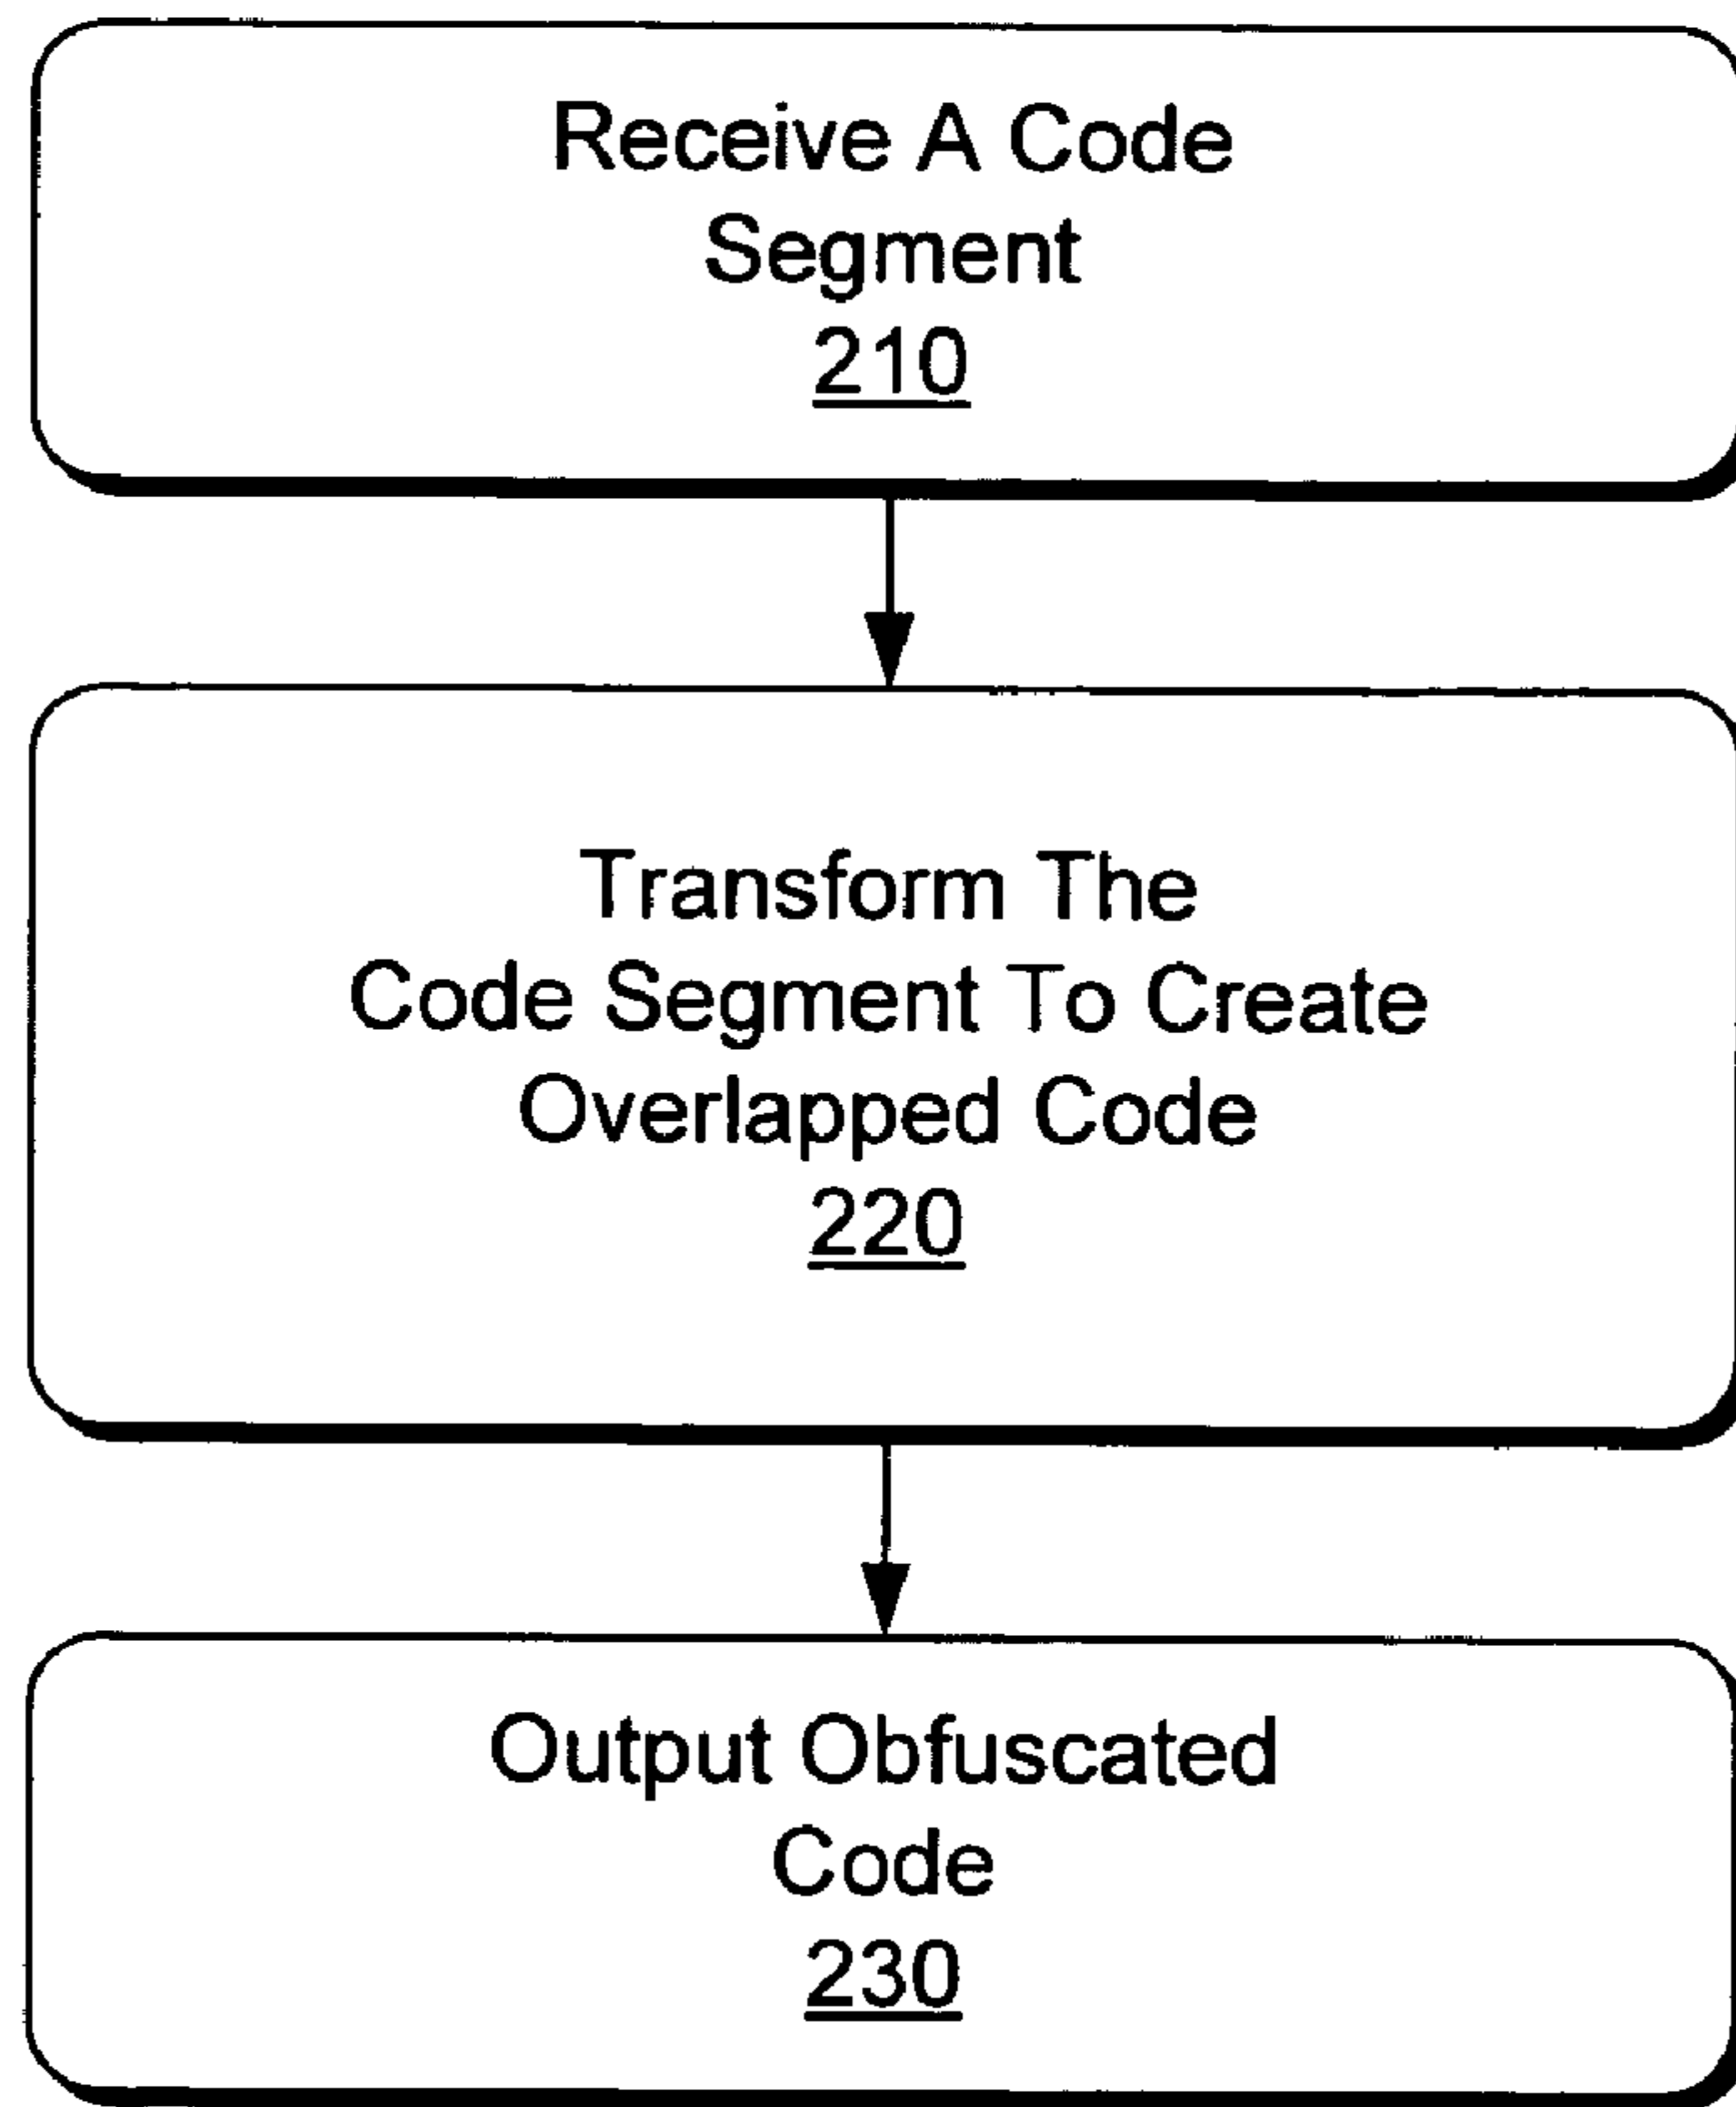 Receive A Code
Segment
210
Transform The
Code Segment To Create
Overlapped Code
220
Output Obfuscated
Code
230